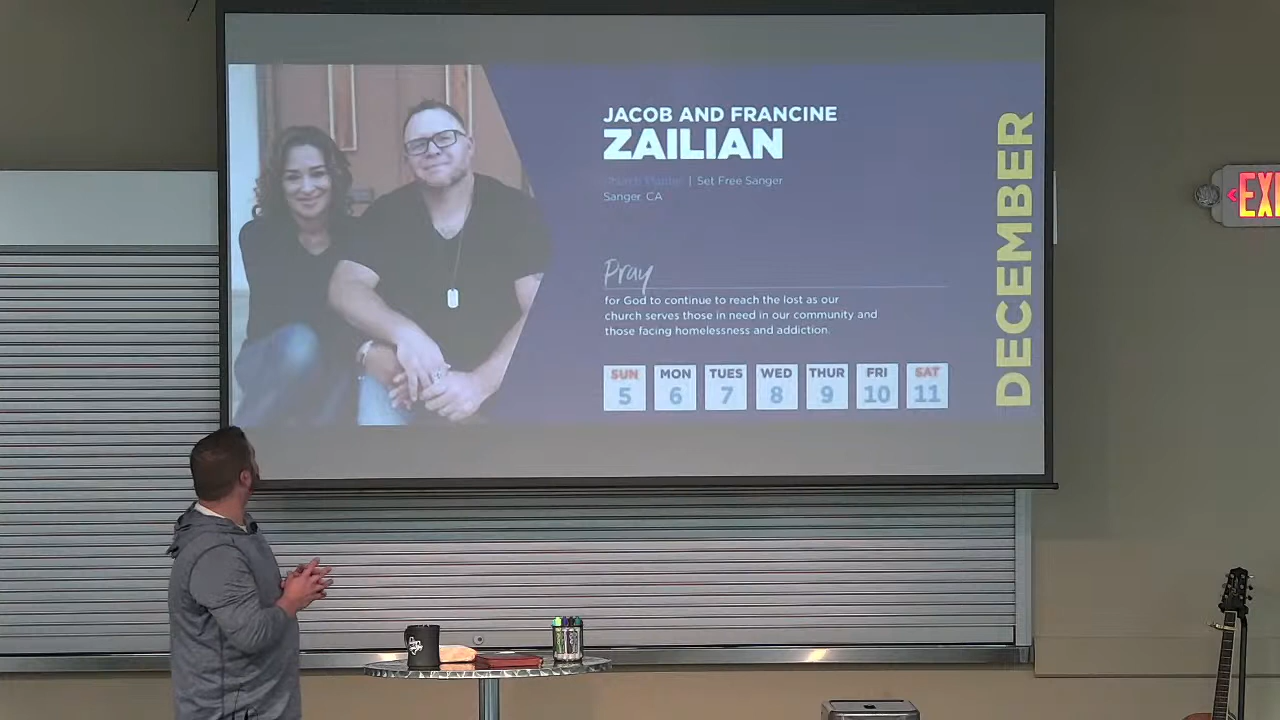 JACOB AND FRANCINE
ZAILIAN
Church Planter | Set Free Sanger
Sanger, CA
DECEMBER
Pray
for God to continue to reach the lost as our
church serves those in need in our community and
those facing homelessness and addiction.
SUN MON TUES WED THUR FRI SAT
5 6 7 8 9 10 11